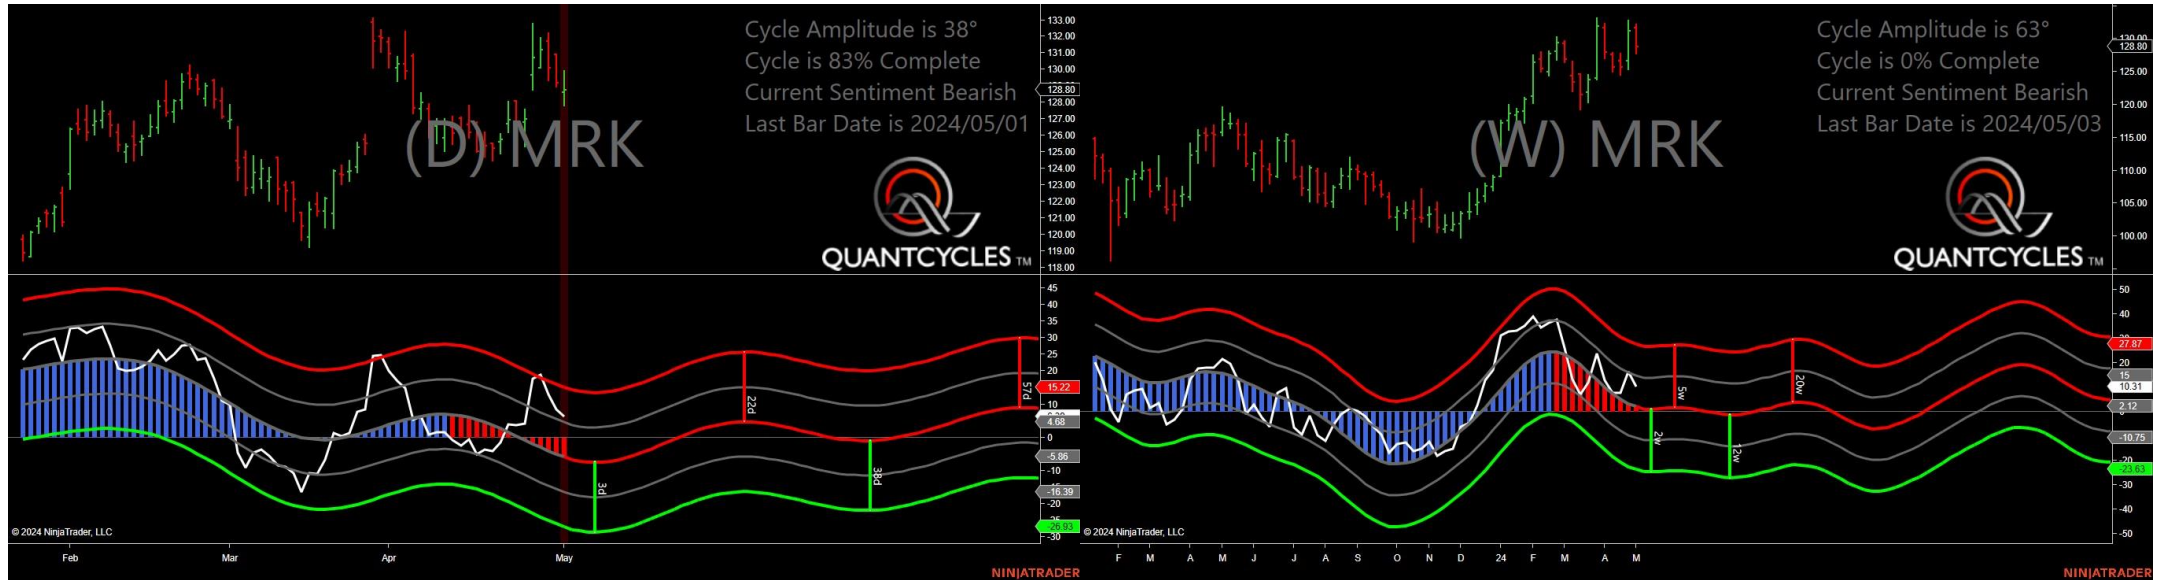 Cycle Amplitude is 38°
Cycle is 83% Complete
Current Sentiment Bearish
Last Bar Date is 2024/05/01
(D) MRK
QUANTCYCLES TM
133.00
132.00
131.00
130.00
128.80
128.00
127.00
126.00
125.00
124.00
123.00
122.00
121.00
120.00
119.00
118.00
45
40
35
30
25
20
15.22
10
4.68
0
-5.86
-10
-16.39
-20
-26.93
-30
3d
22d
38d
57d
© 2024 NinjaTrader, LLC
Feb Mar Apr May
NINJATRADER
Cycle Amplitude is 63°
Cycle is 0% Complete
Current Sentiment Bearish
Last Bar Date is 2024/05/03
(W) MRK
QUANTCYCLES TM
130.00
128.80
125.00
120.00
115.00
110.00
105.00
100.00
50
40
30
27.87
20
15
10.31
2.12
-10.75
-20
-23.63
-30
-40
-50
2w
5w
12w
20w
© 2024 NinjaTrader, LLC
F M A M J J A S O N D 24 F M A M
NINJATRADER